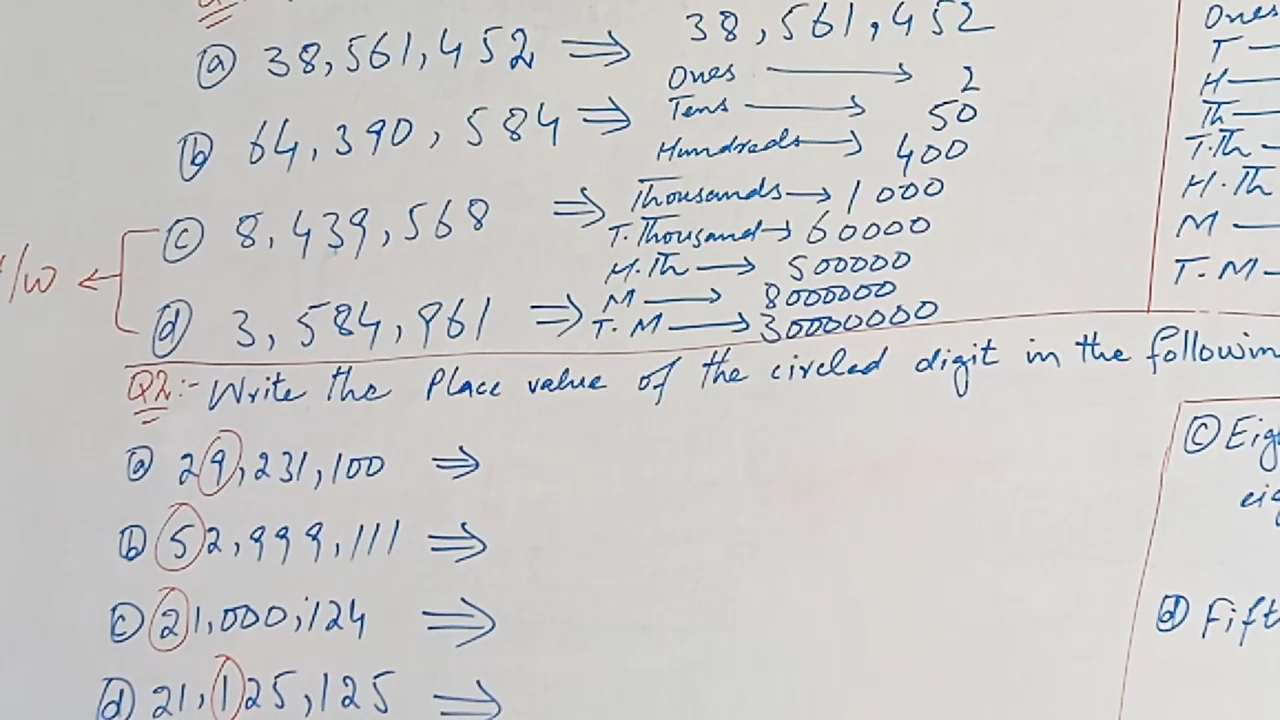 ⓐ 38,561,452 ⇒ 38,561,452
Ones → 2
Tens → 50
Hundreds → 400
Thousands → 1000
T.Thousand → 60000
H.Th → 500000
M → 8000000
T.M → 30000000
ⓑ 64,390,584 ⇒
ⓒ 8,439,568 ⇒
ⓓ 3,584,961 ⇒
/W ←
Ones
T —
H —
Th —
T.Th -
H.Th
M —
T.M -
Q2:- Write the Place value of the circled digit in the followin
ⓐ 29,231,100 ⇒
ⓑ 52,999,111 ⇒
ⓒ 21,000,124 ⇒
ⓓ 21,125,125 ⇒
ⓒ Eig
eig
ⓓ Fift